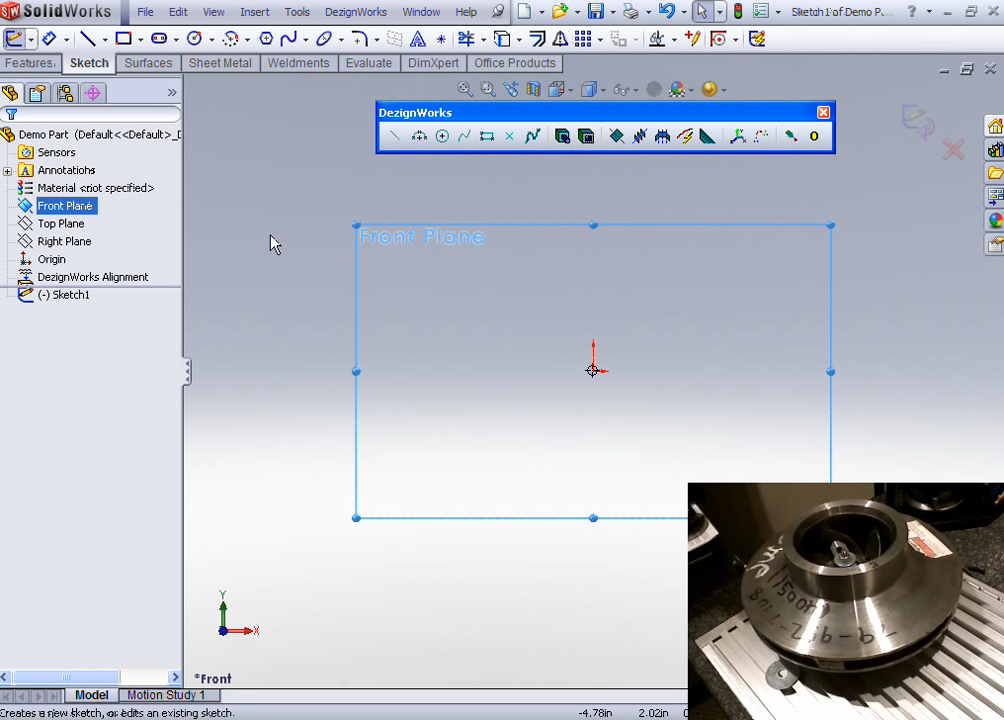 SolidWorks File Edit View Insert Tools DezignWorks Window Help Sketch1 of Demo P...
Features Sketch Surfaces Sheet Metal Weldments Evaluate DimXpert Office Products
DezignWorks
Demo Part (Default<<Default>_D
Sensors
A Annotations
Material <not specified>
Front Plane
Top Plane
Right Plane
Origin
DezignWorks Alignment
(-) Sketch1
Front Plane
Y
X
*Front
Model Motion Study 1
Creates a new sketch, or edits an existing sketch. -4.78in 2.02in